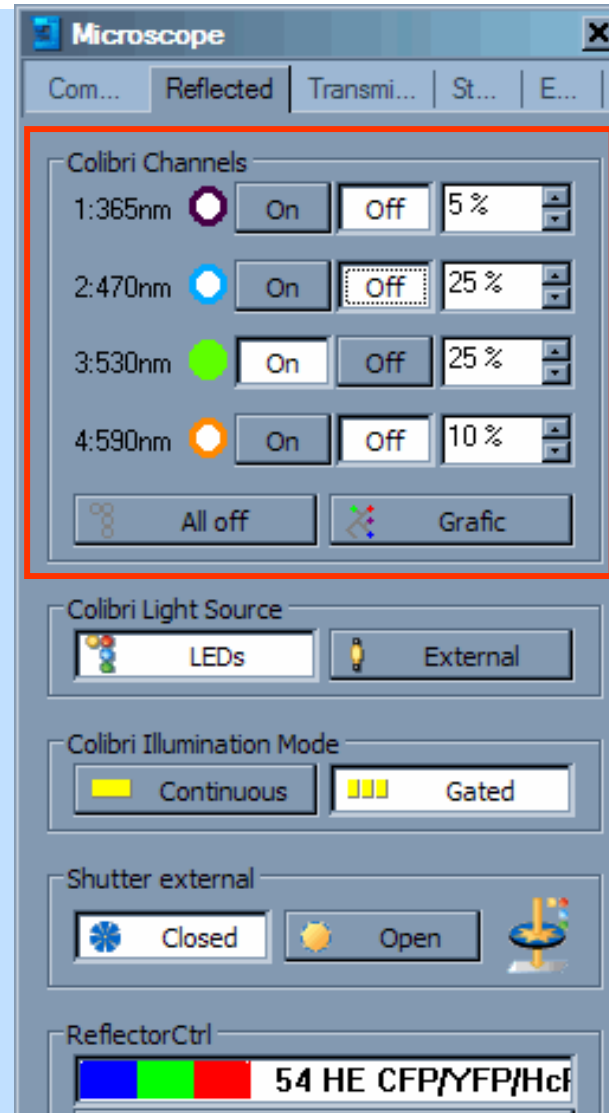 Microscope
Com... Reflected Transmi... St... E...
Colibri Channels
1:365nm On Off 5 %
2:470nm On Off 25 %
3:530nm On Off 25 %
4:590nm On Off 10 %
All off Grafic
Colibri Light Source
LEDs External
Colibri Illumination Mode
Continuous Gated
Shutter external
Closed Open
ReflectorCtrl
54 HE CFP/YFP/HcF